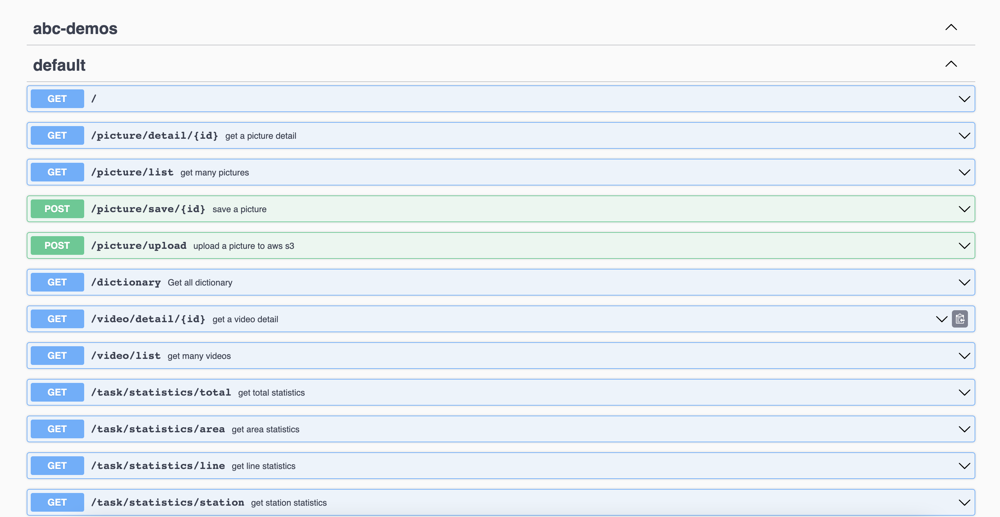 abc-demos
default
GET /
GET /picture/detail/{id} get a picture detail
GET /picture/list get many pictures
POST /picture/save/{id} save a picture
POST /picture/upload upload a picture to aws s3
GET /dictionary Get all dictionary
GET /video/detail/{id} get a video detail
GET /video/list get many videos
GET /task/statistics/total get total statistics
GET /task/statistics/area get area statistics
GET /task/statistics/line get line statistics
GET /task/statistics/station get station statistics